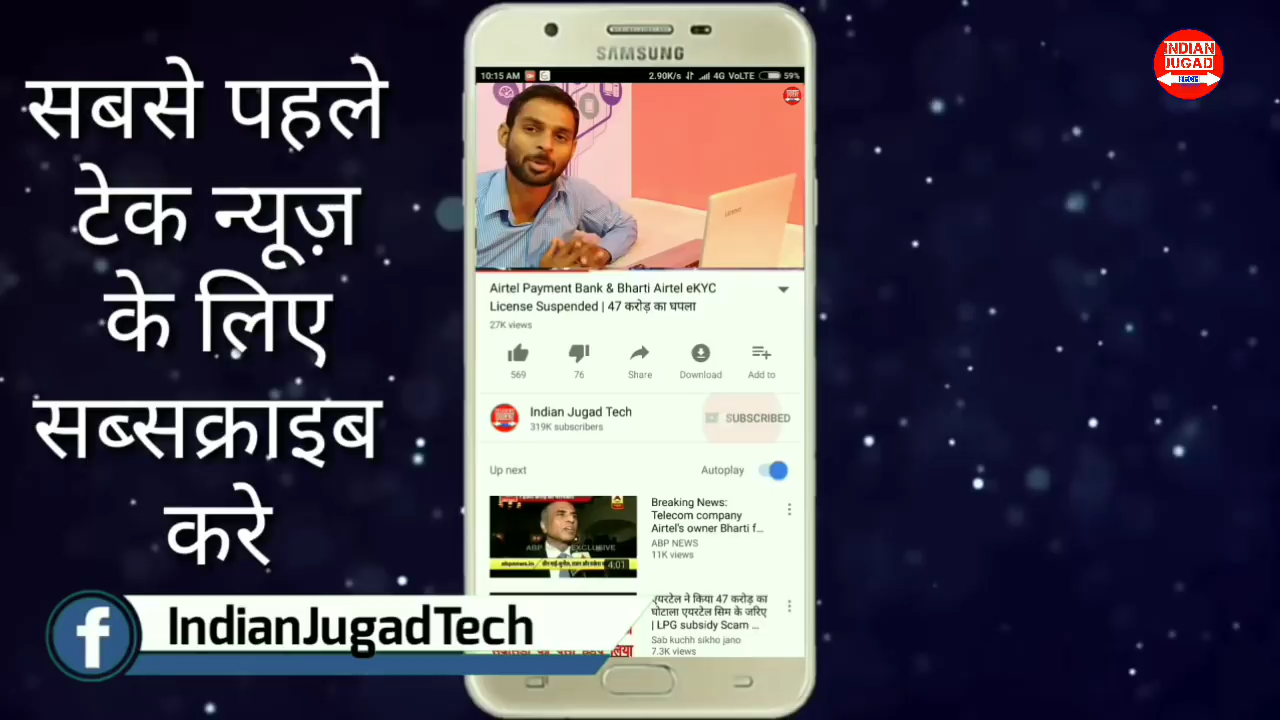 सबसे पहले
टेक न्यूज़
के लिए
सब्सक्राइब
करे
IndianJugadTech
SAMSUNG
10:15 AM 2.90K/s 4G VoLTE 59%
lenovo
Airtel Payment Bank & Bharti Airtel eKYC
License Suspended | 47 करोड़ का घपला
27K views
569 76 Share Download Add to
Indian Jugad Tech
319K subscribers
SUBSCRIBED
Up next Autoplay
ABP EXCLUSIVE
4:01
Breaking News:
Telecom company
Airtel's owner Bharti f...
ABP NEWS
11K views
एयरटेल ने किया 47 करोड़ का
घोटाला एयरटेल सिम के जरिए
| LPG subsidy Scam ...
Sab kuchh sikho jano
7.3K views
INDIAN
JUGAD
TECH